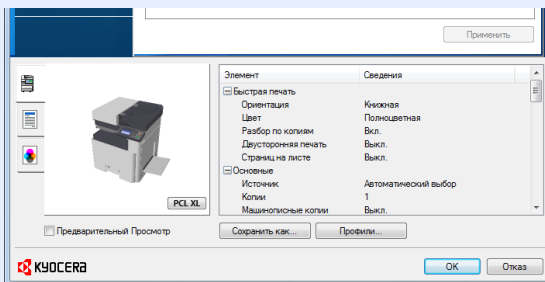 Применить
Элемент Сведения
Быстрая печать
Ориентация Книжная
Цвет Полноцветная
Разбор по копиям Вкл.
Двусторонняя печать Выкл.
Страниц на листе Выкл.
Основные
Источник Автоматический выбор
Копии 1
Машинописные копии Выкл.
PCL XL
Предварительный Просмотр Сохранить как... Профили...
KYOCERA OK Отказ